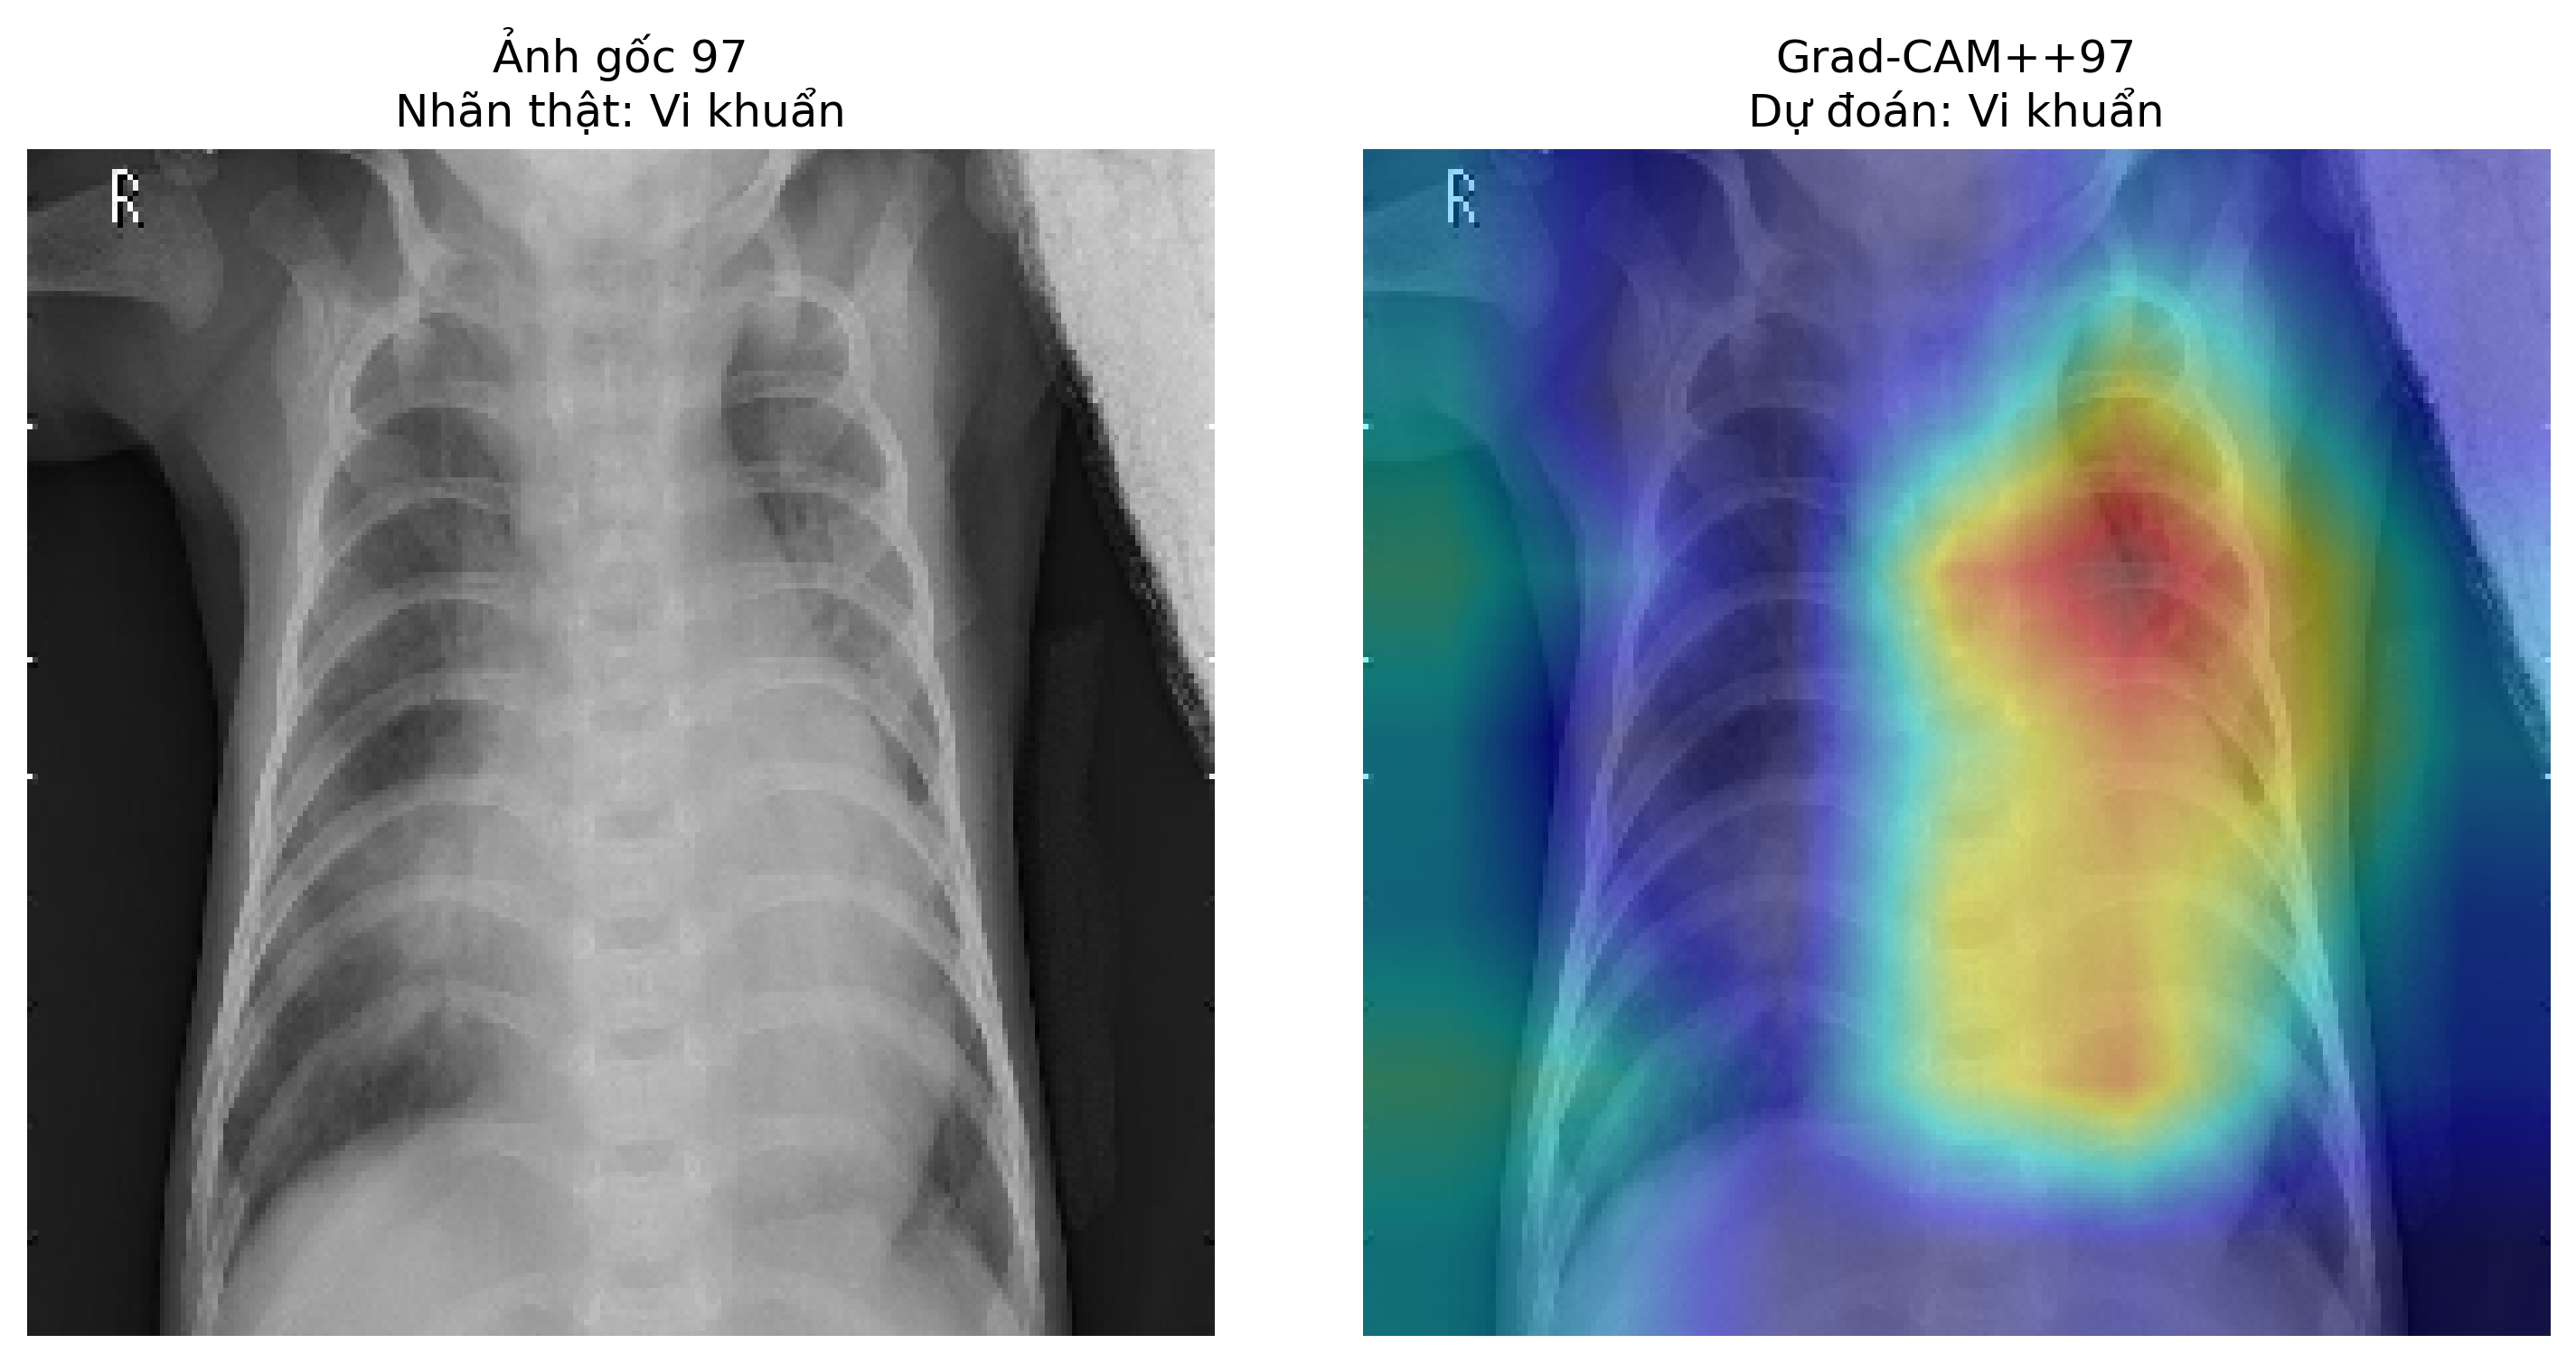 Ảnh gốc 97
Nhãn thật: Vi khuẩn
R
Grad-CAM++97
Dự đoán: Vi khuẩn
R